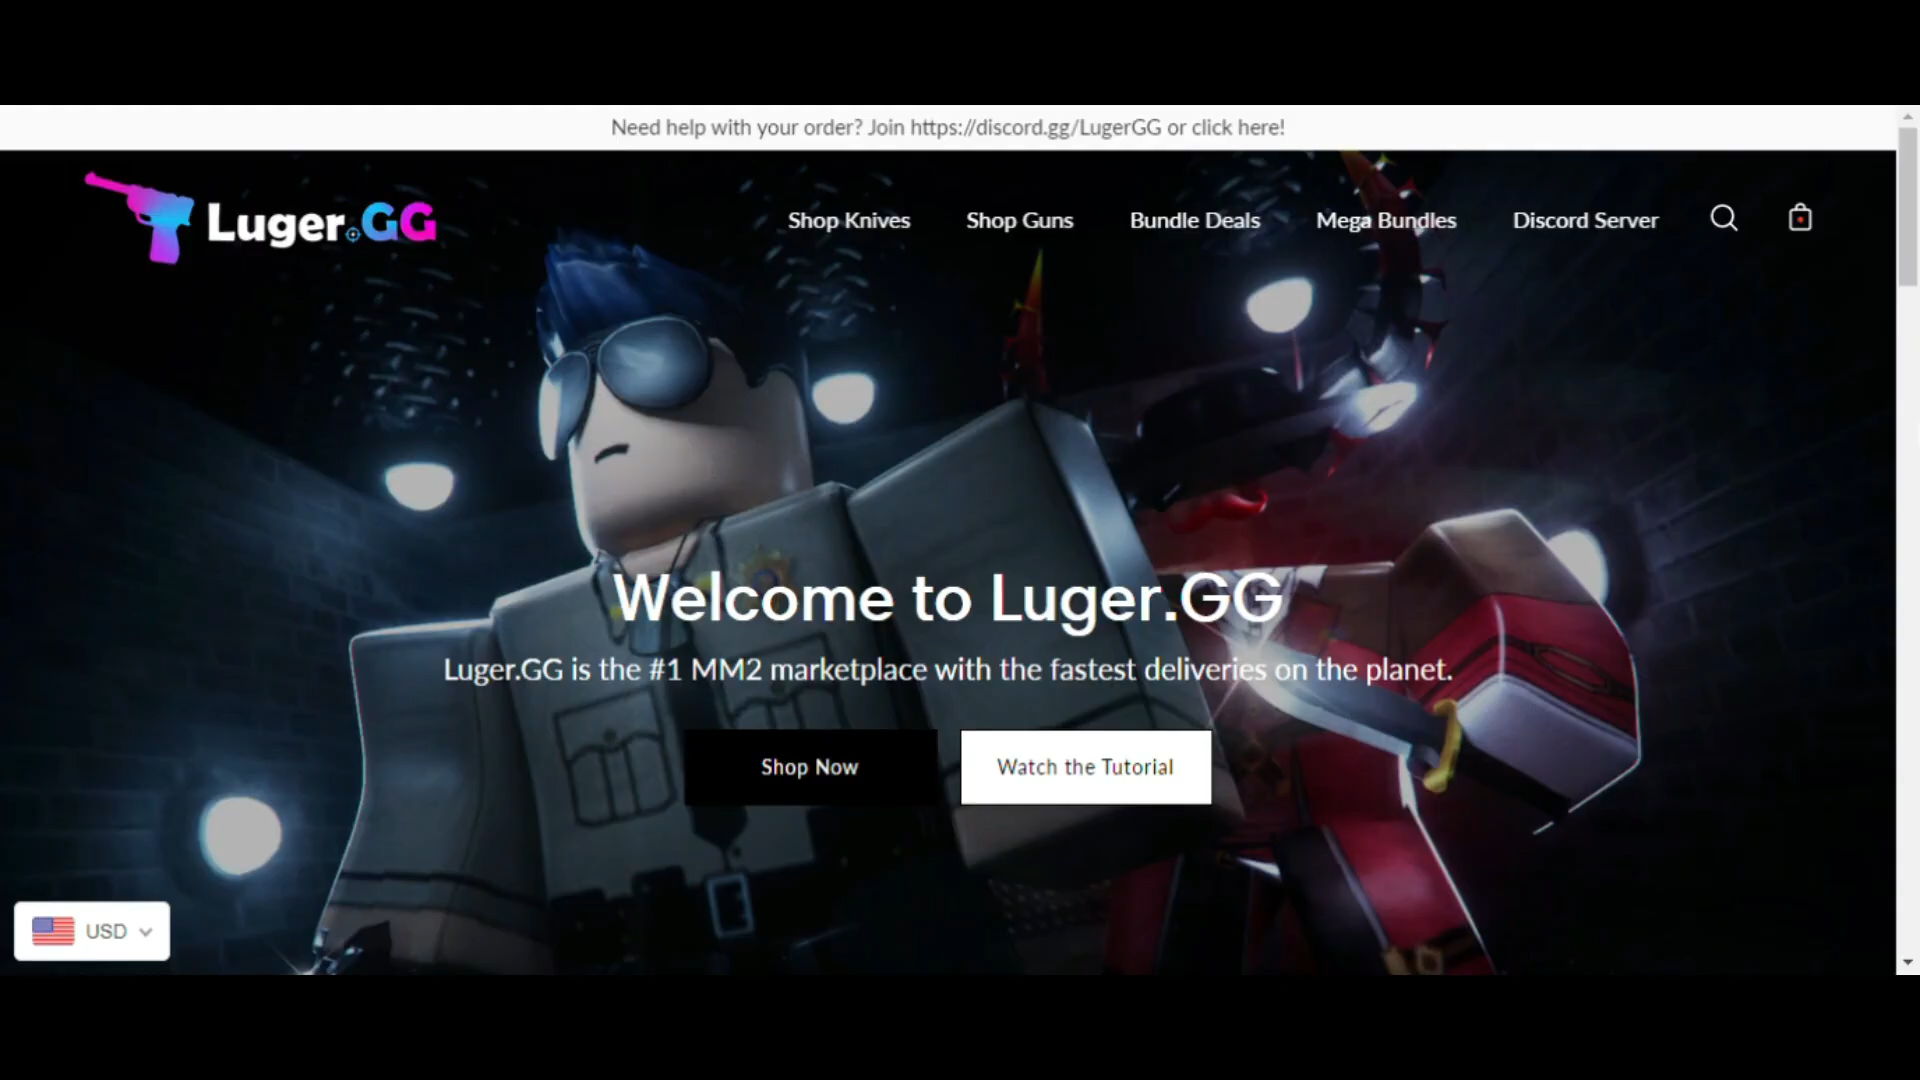 Need help with your order? Join https://discord.gg/LugerGG or click here!
Luger.GG
Shop Knives
Shop Guns
Bundle Deals
Mega Bundles
Discord Server
Welcome to Luger.GG
Luger.GG is the #1 MM2 marketplace with the fastest deliveries on the planet.
Shop Now
Watch the Tutorial
USD